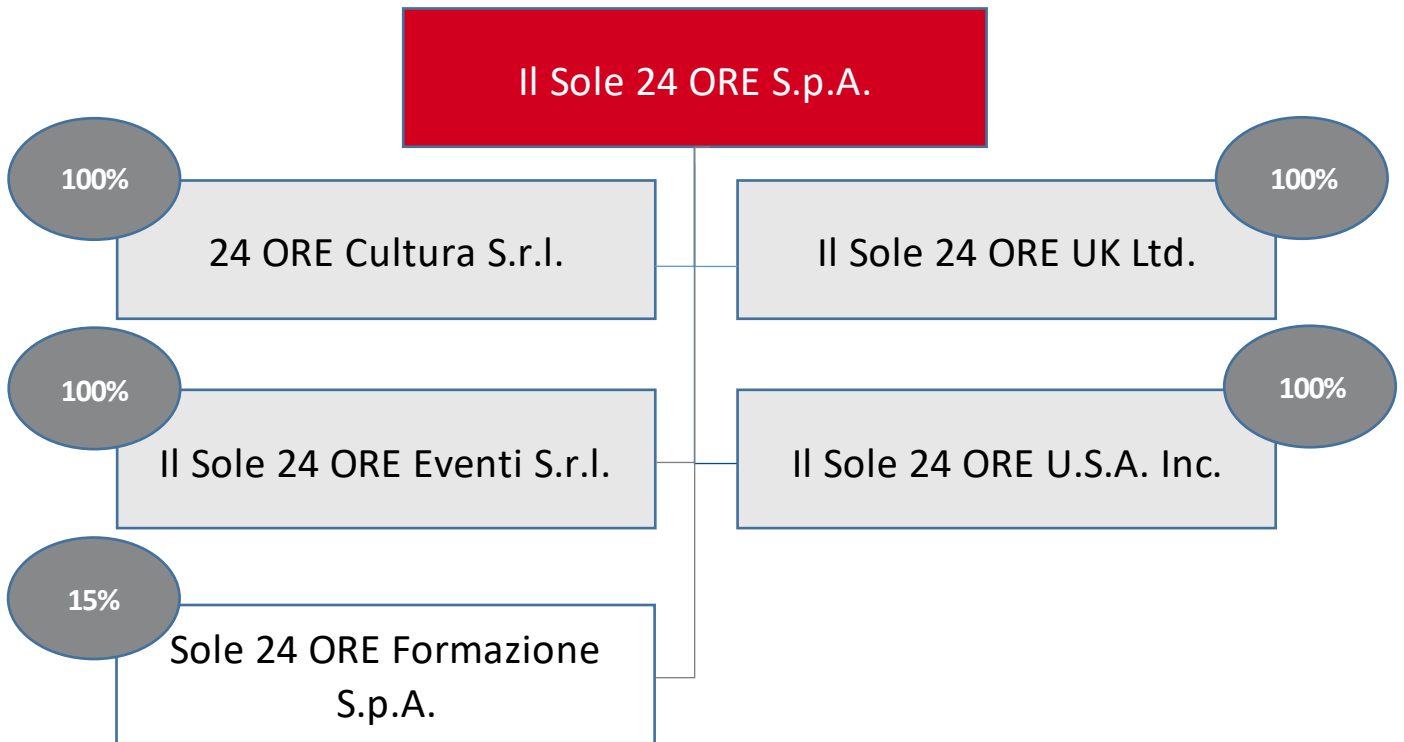 Il Sole 24 ORE S.p.A.
100%
24 ORE Cultura S.r.l.
100%
Il Sole 24 ORE UK Ltd.
100%
Il Sole 24 ORE Eventi S.r.l.
100%
Il Sole 24 ORE U.S.A. Inc.
15%
Sole 24 ORE Formazione
S.p.A.